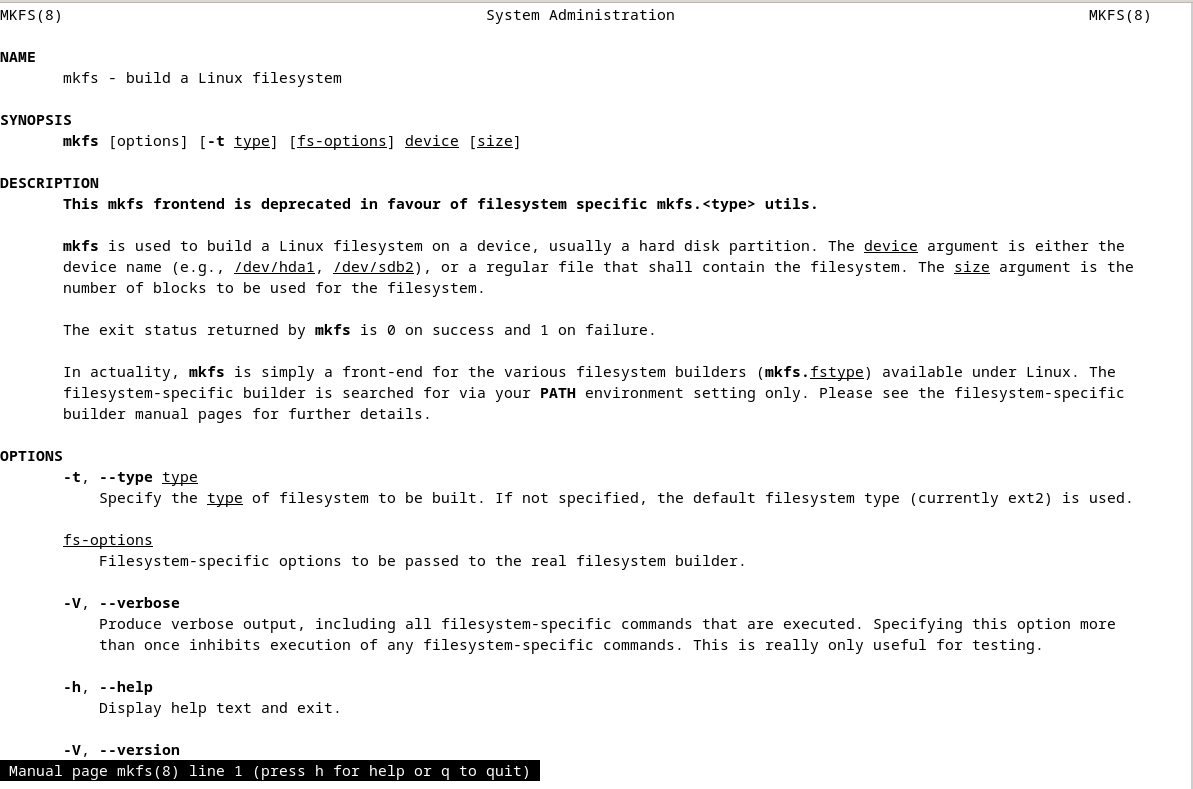 MKFS(8) System Administration MKFS(8)
NAME
mkfs - build a Linux filesystem
SYNOPSIS
mkfs [options] [-t type] [fs-options] device [size]
DESCRIPTION
This mkfs frontend is deprecated in favour of filesystem specific mkfs.<type> utils.
mkfs is used to build a Linux filesystem on a device, usually a hard disk partition. The device argument is either the
device name (e.g., /dev/hda1, /dev/sdb2), or a regular file that shall contain the filesystem. The size argument is the
number of blocks to be used for the filesystem.
The exit status returned by mkfs is 0 on success and 1 on failure.
In actuality, mkfs is simply a front-end for the various filesystem builders (mkfs.fstype) available under Linux. The
filesystem-specific builder is searched for via your PATH environment setting only. Please see the filesystem-specific
builder manual pages for further details.
OPTIONS
-t, --type type
Specify the type of filesystem to be built. If not specified, the default filesystem type (currently ext2) is used.
fs-options
Filesystem-specific options to be passed to the real filesystem builder.
-V, --verbose
Produce verbose output, including all filesystem-specific commands that are executed. Specifying this option more
than once inhibits execution of any filesystem-specific commands. This is really only useful for testing.
-h, --help
Display help text and exit.
-V, --version
Manual page mkfs(8) line 1 (press h for help or q to quit)